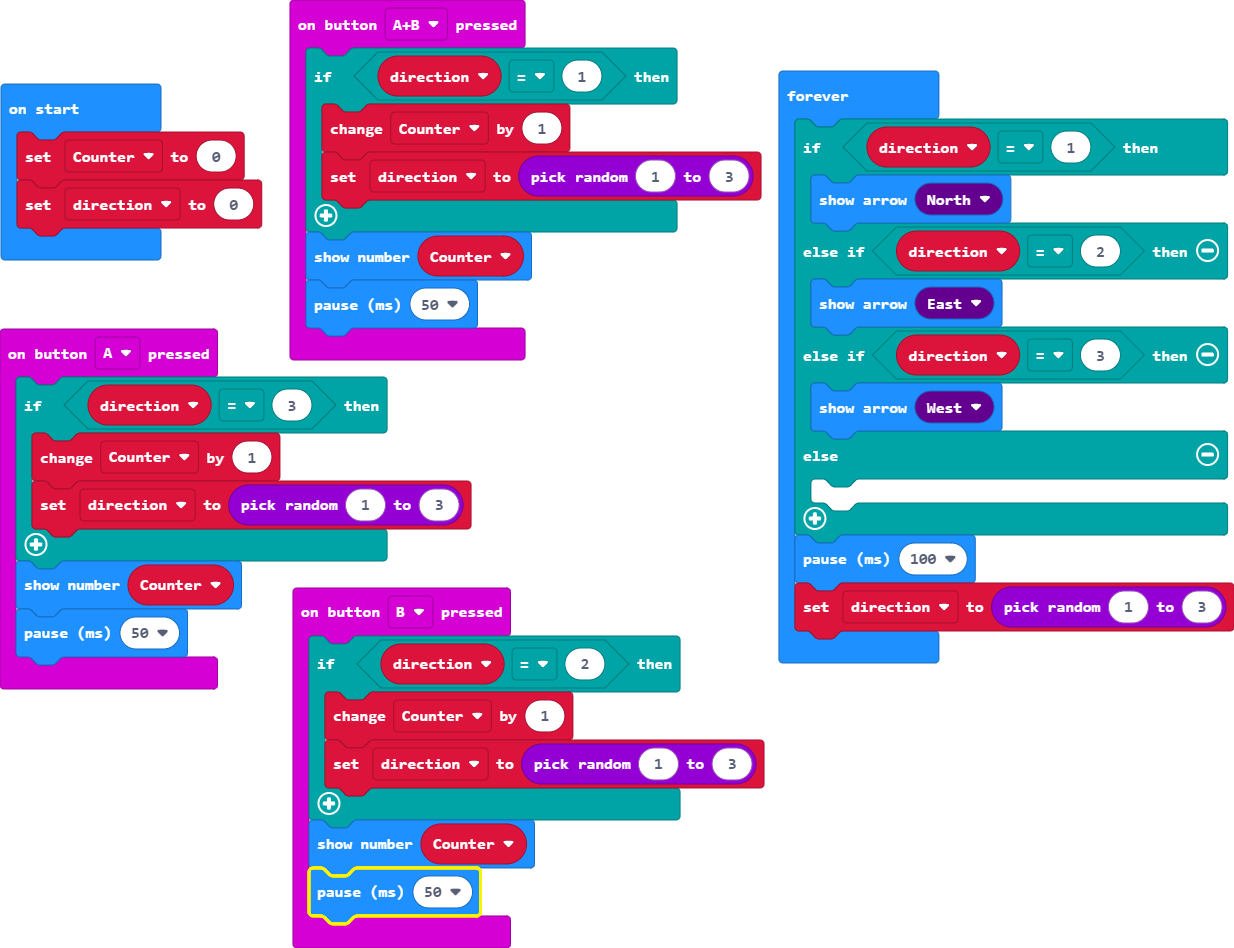 on start
set Counter to 0
set direction to 0
on button A+B pressed
if direction = 1 then
change Counter by 1
set direction to pick random 1 to 3
show number Counter
pause (ms) 50
on button A pressed
if direction = 3 then
change Counter by 1
set direction to pick random 1 to 3
show number Counter
pause (ms) 50
on button B pressed
if direction = 2 then
change Counter by 1
set direction to pick random 1 to 3
show number Counter
pause (ms) 50
forever
if direction = 1 then
show arrow North
else if direction = 2 then
show arrow East
else if direction = 3 then
show arrow West
else
pause (ms) 100
set direction to pick random 1 to 3